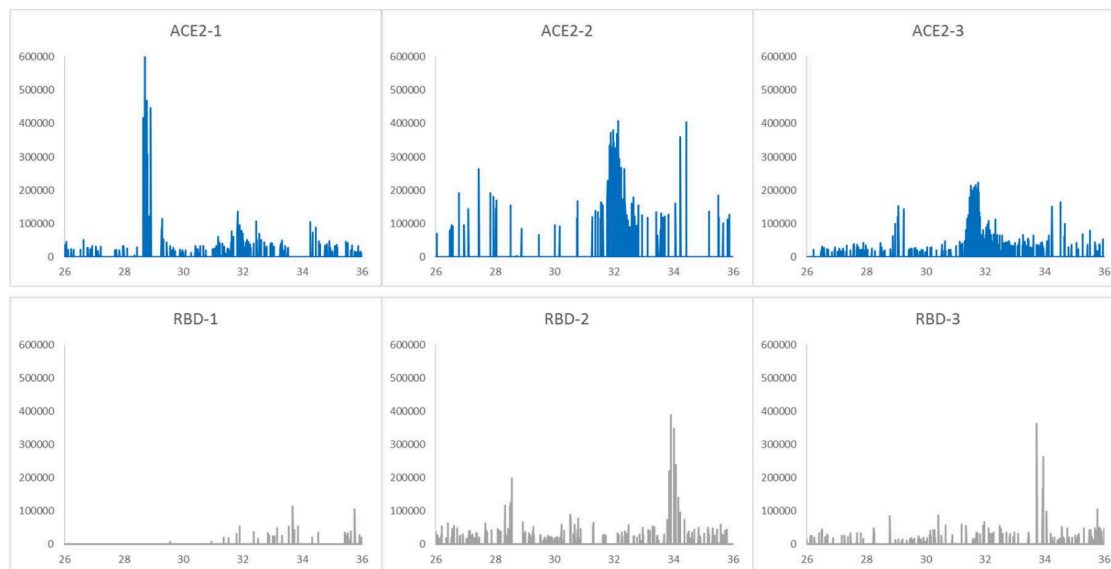 ACE2-1 ACE2-2 ACE2-3
600000 600000 600000
500000 500000 500000
400000 400000 400000
300000 300000 300000
200000 200000 200000
100000 100000 100000
0 0 0
26 28 30 32 34 36 26 28 30 32 34 36 26 28 30 32 34 36
RBD-1 RBD-2 RBD-3
600000 600000 600000
500000 500000 500000
400000 400000 400000
300000 300000 300000
200000 200000 200000
100000 100000 100000
0 0 0
26 28 30 32 34 36 26 28 30 32 34 36 26 28 30 32 34 36